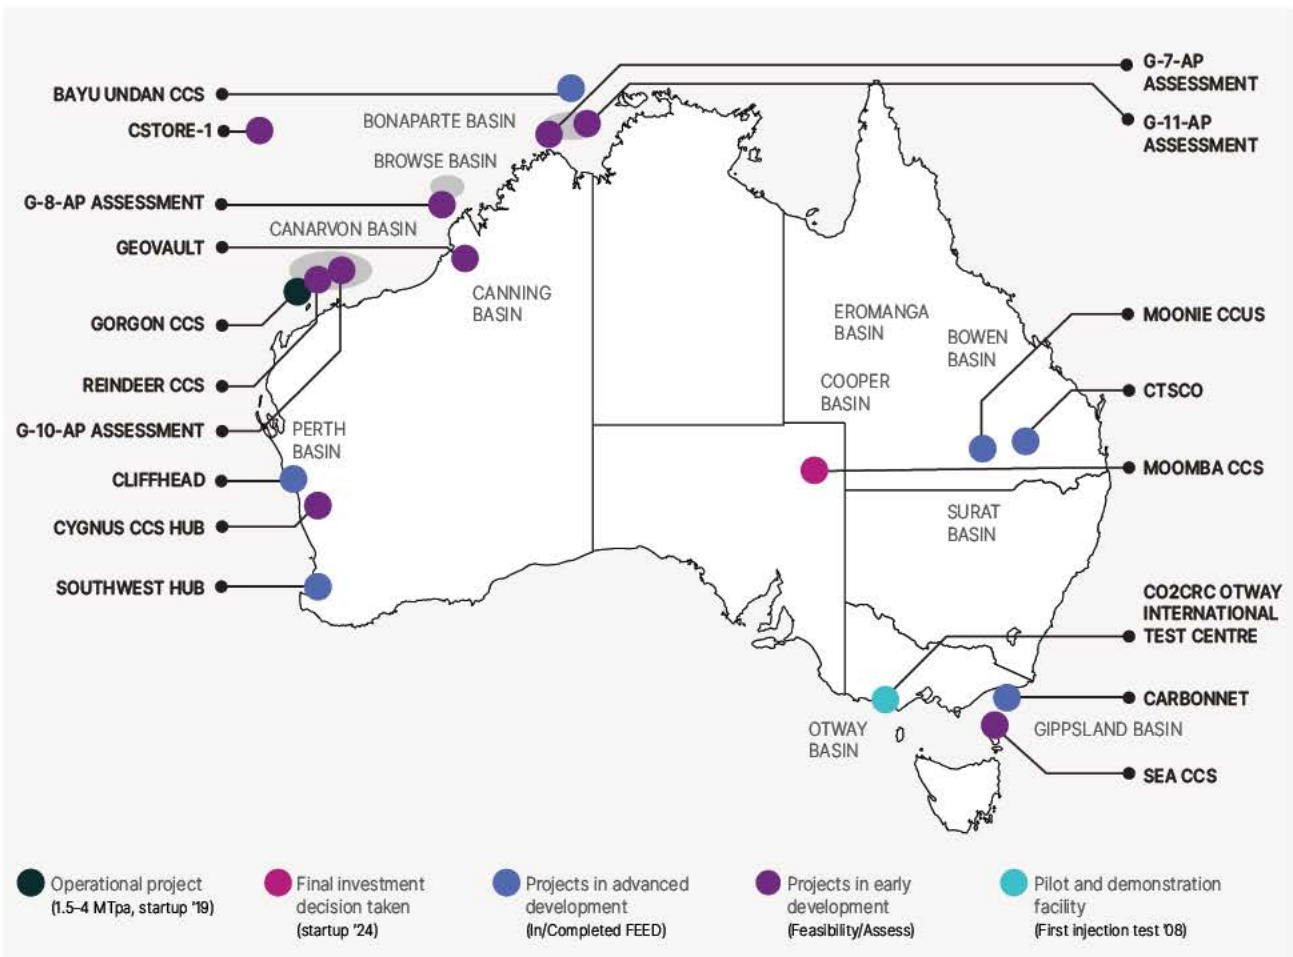 BAYU UNDAN CCS
CSTORE-1
G-8-AP ASSESSMENT
GEOVAULT
GORGON CCS
REINDEER CCS
G-10-AP ASSESSMENT
CLIFFHEAD
CYGNUS CCS HUB
SOUTHWEST HUB
BONAPARTE BASIN
BROWSE BASIN
CANARVON BASIN
CANNING
BASIN
PERTH
BASIN
EROMANGA
BASIN
BOWEN
BASIN
COOPER
BASIN
SURAT
BASIN
OTWAY
BASIN
GIPPSLAND BASIN
G-7-AP
ASSESSMENT
G-11-AP
ASSESSMENT
MOONIE CCUS
CTSCO
MOOMBA CCS
CO2CRC OTWAY
INTERNATIONAL
TEST CENTRE
CARBONNET
SEA CCS
Operational project
(1.5–4 MTpa, startup '19)
Final investment
decision taken
(startup '24)
Projects in advanced
development
(In/Completed FEED)
Projects in early
development
(Feasibility/Assess)
Pilot and demonstration
facility
(First injection test '08)